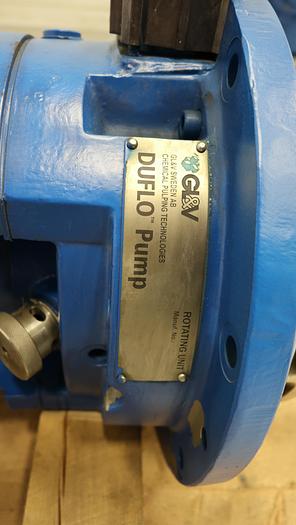 GL&V
GL&V SWEDEN AB
CHEMICAL PULPING TECHNOLOGIES
DUFLO™ Pump
ROTATING UNIT
Manuf. No.